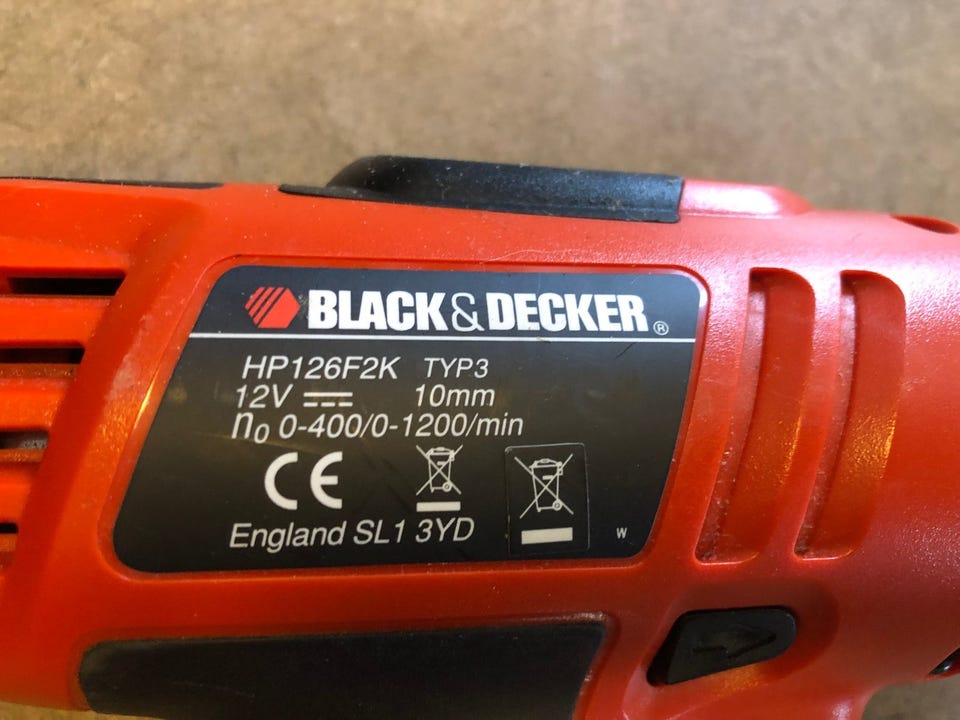 BLACK&DECKER®
HP126F2K TYP3
12V ⎓ 10mm
n₀ 0-400/0-1200/min
CE
England SL1 3YD
W